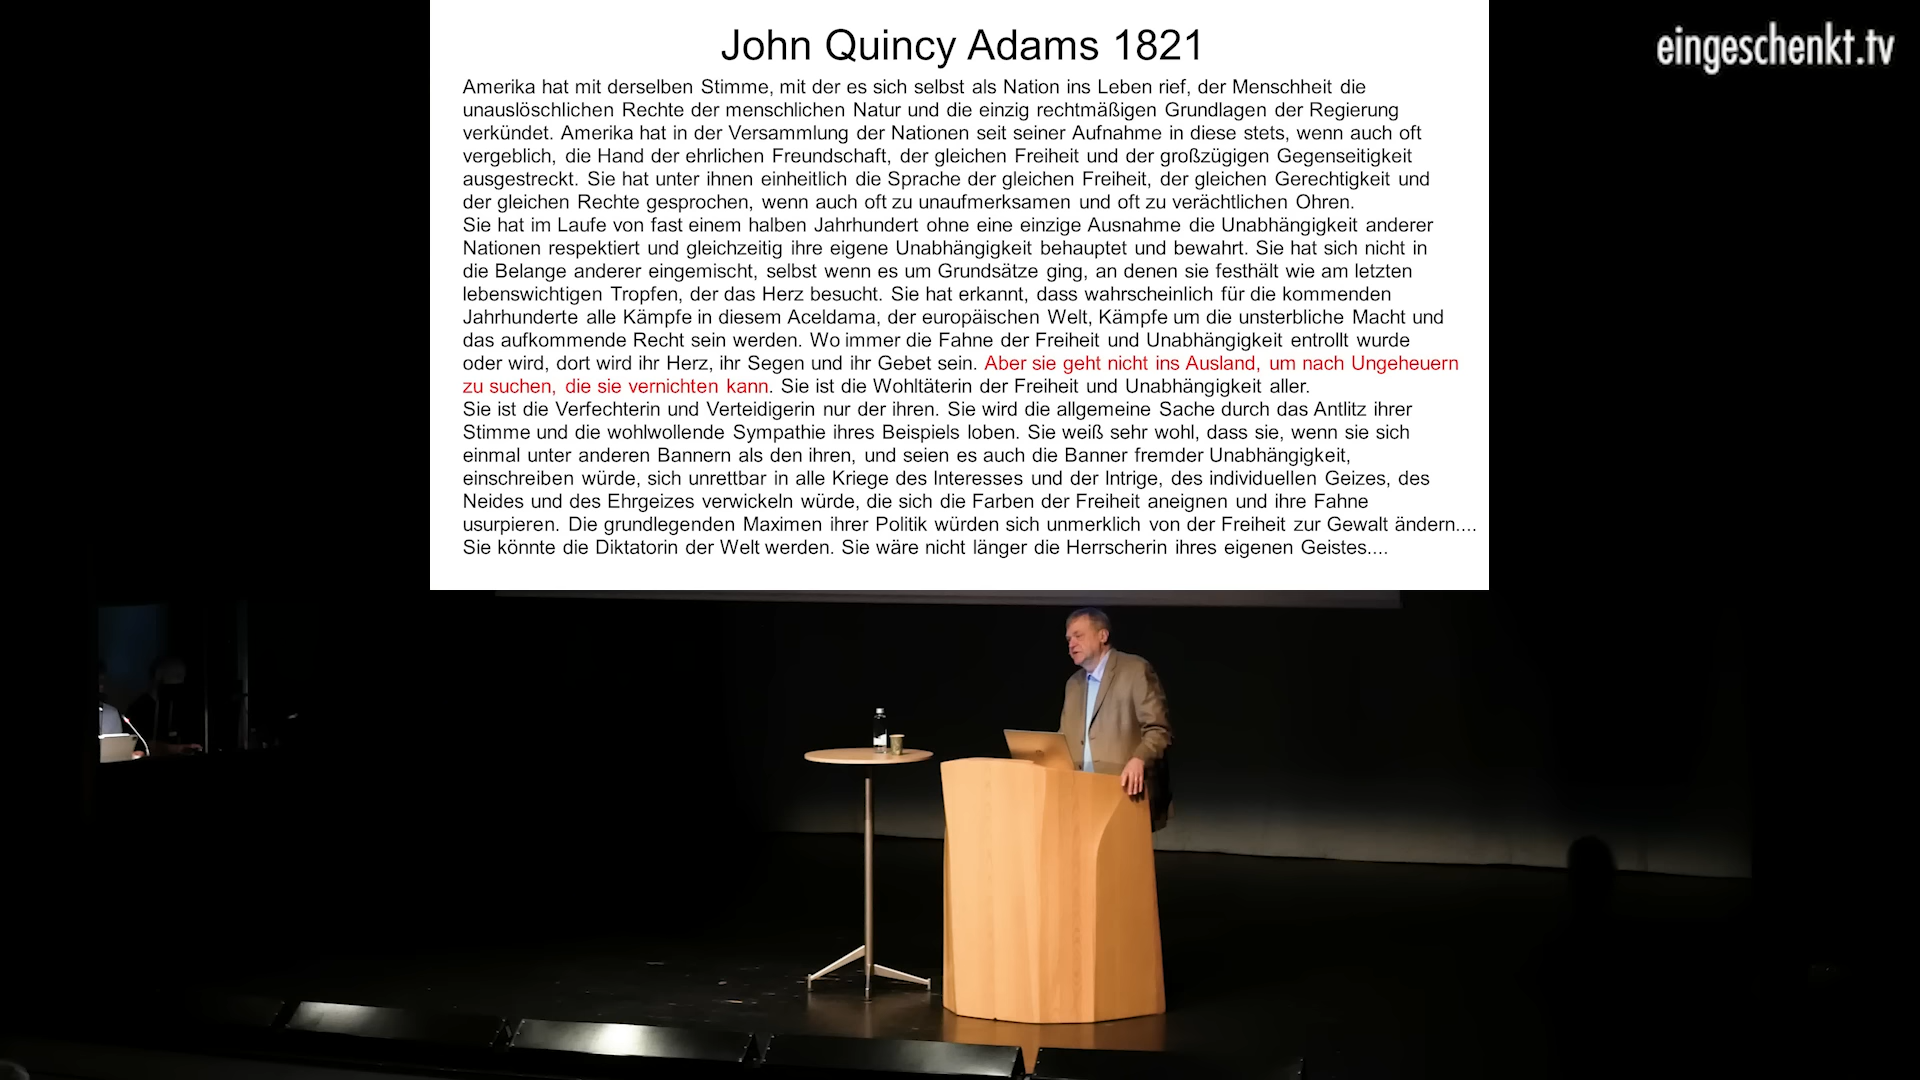 John Quincy Adams 1821
eingeschenkt.tv
Amerika hat mit derselben Stimme, mit der es sich selbst als Nation ins Leben rief, der Menschheit die
unauslöschlichen Rechte der menschlichen Natur und die einzig rechtmäßigen Grundlagen der Regierung
verkündet. Amerika hat in der Versammlung der Nationen seit seiner Aufnahme in diese stets, wenn auch oft
vergeblich, die Hand der ehrlichen Freundschaft, der gleichen Freiheit und der großzügigen Gegenseitigkeit
ausgestreckt. Sie hat unter ihnen einheitlich die Sprache der gleichen Freiheit, der gleichen Gerechtigkeit und
der gleichen Rechte gesprochen, wenn auch oft zu unaufmerksamen und oft zu verächtlichen Ohren.
Sie hat im Laufe von fast einem halben Jahrhundert ohne eine einzige Ausnahme die Unabhängigkeit anderer
Nationen respektiert und gleichzeitig ihre eigene Unabhängigkeit behauptet und bewahrt. Sie hat sich nicht in
die Belange anderer eingemischt, selbst wenn es um Grundsätze ging, an denen sie festhält wie am letzten
lebenswichtigen Tropfen, der das Herz besucht. Sie hat erkannt, dass wahrscheinlich für die kommenden
Jahrhunderte alle Kämpfe in diesem Aceldama, der europäischen Welt, Kämpfe um die unsterbliche Macht und
das aufkommende Recht sein werden. Wo immer die Fahne der Freiheit und Unabhängigkeit entrollt wurde
oder wird, dort wird ihr Herz, ihr Segen und ihr Gebet sein. Aber sie geht nicht ins Ausland, um nach Ungeheuern
zu suchen, die sie vernichten kann. Sie ist die Wohltäterin der Freiheit und Unabhängigkeit aller.
Sie ist die Verfechterin und Verteidigerin nur der ihren. Sie wird die allgemeine Sache durch das Antlitz ihrer
Stimme und die wohlwollende Sympathie ihres Beispiels loben. Sie weiß sehr wohl, dass sie, wenn sie sich
einmal unter anderen Bannern als den ihren, und seien es auch die Banner fremder Unabhängigkeit,
einschreiben würde, sich unrettbar in alle Kriege des Interesses und der Intrige, des individuellen Geizes, des
Neides und des Ehrgeizes verwickeln würde, die sich die Farben der Freiheit aneignen und ihre Fahne
usurpieren. Die grundlegenden Maximen ihrer Politik würden sich unmerklich von der Freiheit zur Gewalt ändern....
Sie könnte die Diktatorin der Welt werden. Sie wäre nicht länger die Herrscherin ihres eigenen Geistes....